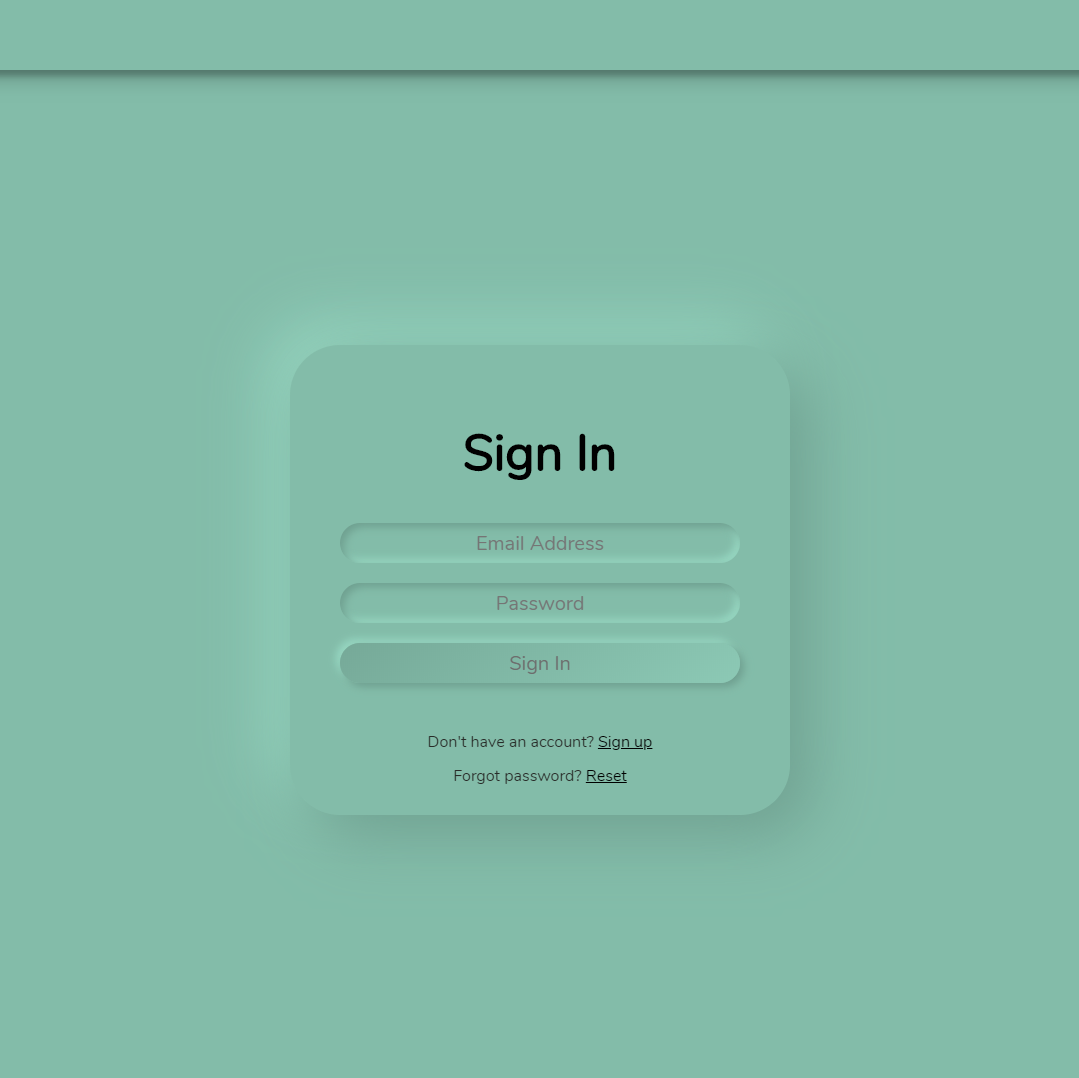 Sign In
Email Address
Password
Sign In
Don't have an account? Sign up
Forgot password? Reset